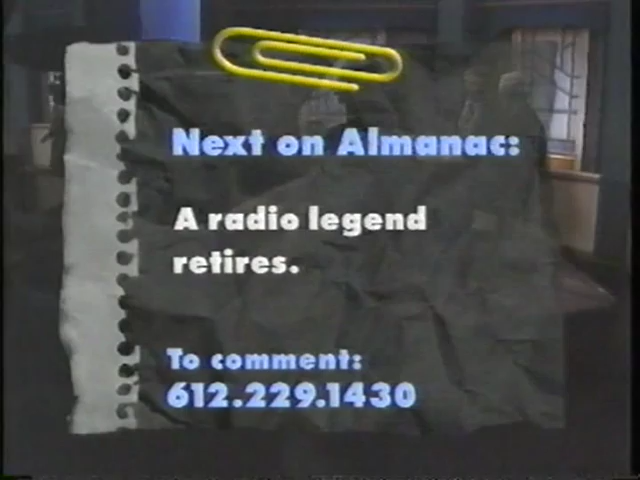 Next on Almanac:
A radio legend
retires.
To comment:
612.229.1430